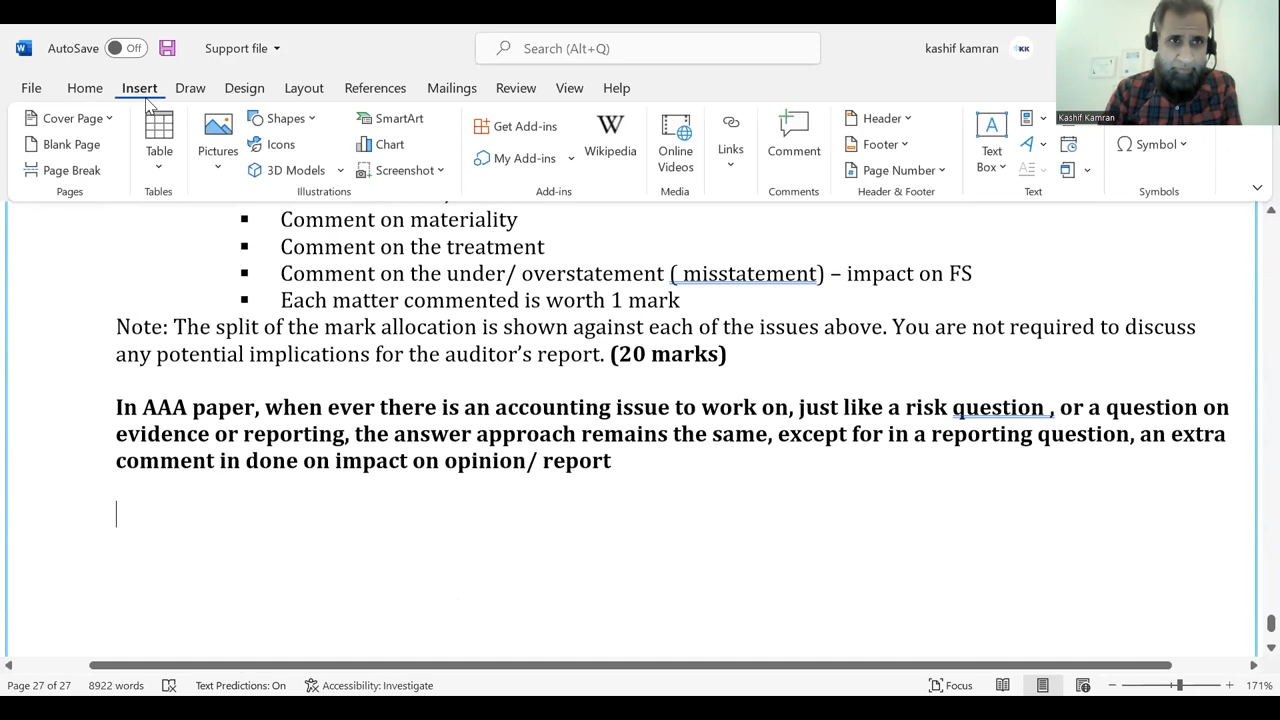 AutoSave Off Support file Search (Alt+Q) kashif kamran KK
File Home Insert Draw Design Layout References Mailings Review View Help
Kashif Kamran
Cover Page
Blank Page
Page Break
Pages
Table
Tables
Pictures
Shapes
Icons
3D Models
SmartArt
Chart
Screenshot
Illustrations
Get Add-ins
My Add-ins
Wikipedia
Add-ins
Online Videos
Media
Links
Comment
Comments
Header
Footer
Page Number
Header & Footer
Text Box
Text
Symbol
Symbols
▪ Comment on materiality
▪ Comment on the treatment
▪ Comment on the under/ overstatement ( misstatement) – impact on FS
▪ Each matter commented is worth 1 mark
Note: The split of the mark allocation is shown against each of the issues above. You are not required to discuss
any potential implications for the auditor's report. (20 marks)
In AAA paper, when ever there is an accounting issue to work on, just like a risk question , or a question on
evidence or reporting, the answer approach remains the same, except for in a reporting question, an extra
comment in done on impact on opinion/ report
Page 27 of 27 8922 words Text Predictions: On Accessibility: Investigate Focus 171%